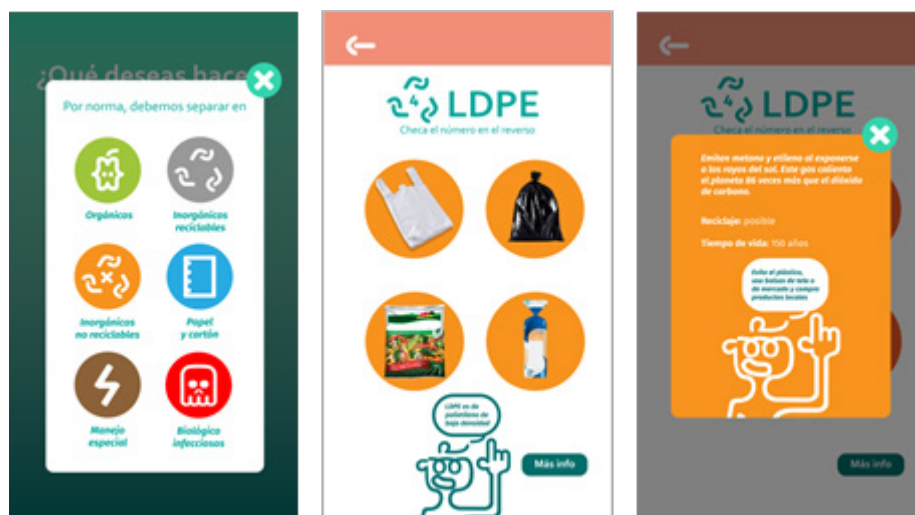 ¿Qué deseas hace
Por norma, debemos separar en
Orgánicos
Inorgánicos
reciclables
Inorgánicos
no reciclables
Papel
y cartón
Manejo
especial
Biológico
infecciosos
4 LDPE
Checa el número en el reverso
LDPE es de
polietileno de
baja densidad
Más info
LDPE
Checa el número en el reverso
Emiten metano y etileno al exponerse
a los rayos del sol. Este gas calienta
el planeta 86 veces más que el dióxido
de carbono.
Reciclaje: posible
Tiempo de vida: 150 años
Evita el plástico,
usa bolsas de tela o
de mercado y compra
productos locales
Más info